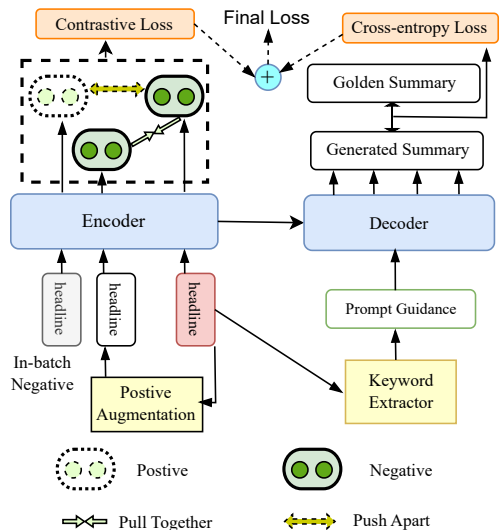 Contrastive Loss
Final Loss
Cross-entropy Loss
+
Golden Summary
Generated Summary
Encoder
Decoder
headline
headline
headline
Prompt Guidance
In-batch
Negative
Postive
Augmentation
Keyword
Extractor
Postive
Negative
Pull Together
Push Apart